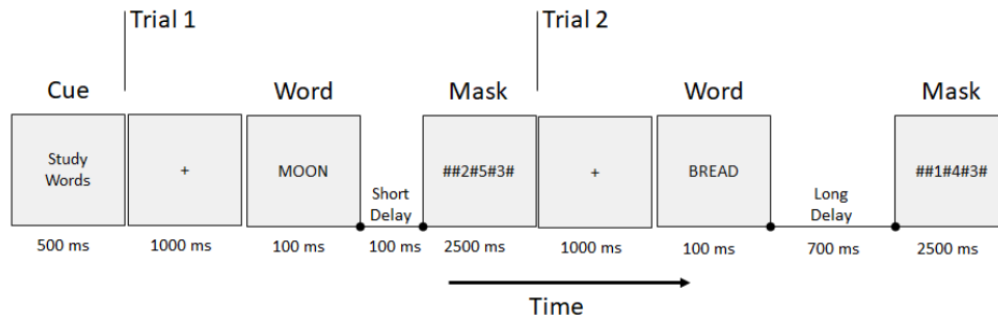 Trial 1
Trial 2
Cue
Word
Mask
Word
Mask
Study
Words
+
MOON
Short
Delay
##2#5#3#
+
BREAD
Long
Delay
##1#4#3#
500 ms
1000 ms
100 ms
100 ms
2500 ms
1000 ms
100 ms
700 ms
2500 ms
Time